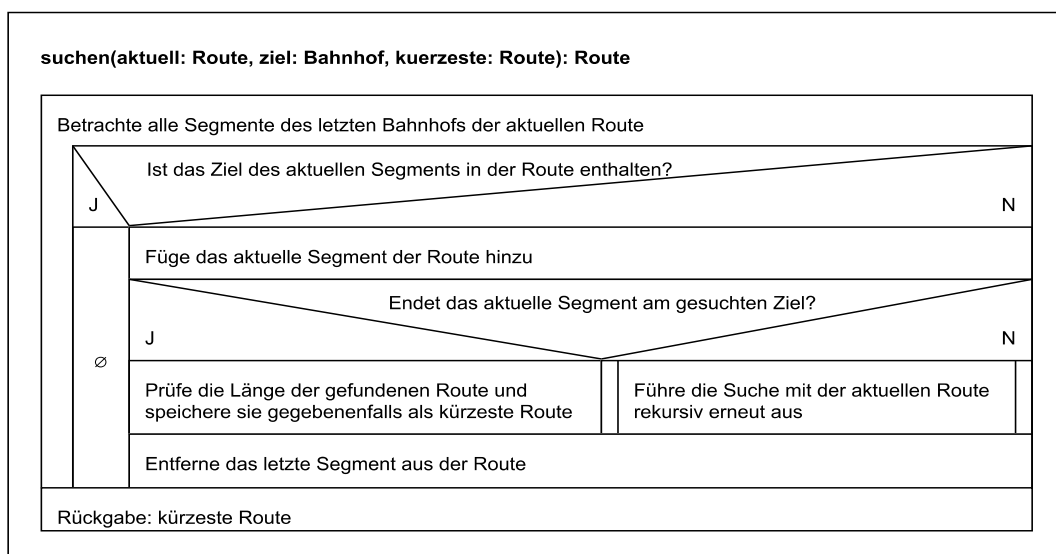 suchen(aktuell: Route, ziel: Bahnhof, kuerzeste: Route): Route
Betrachte alle Segmente des letzten Bahnhofs der aktuellen Route
Ist das Ziel des aktuellen Segments in der Route enthalten?
J
N
Füge das aktuelle Segment der Route hinzu
Endet das aktuelle Segment am gesuchten Ziel?
J
N
∅
Prüfe die Länge der gefundenen Route und
speichere sie gegebenenfalls als kürzeste Route
Führe die Suche mit der aktuellen Route
rekursiv erneut aus
Entferne das letzte Segment aus der Route
Rückgabe: kürzeste Route